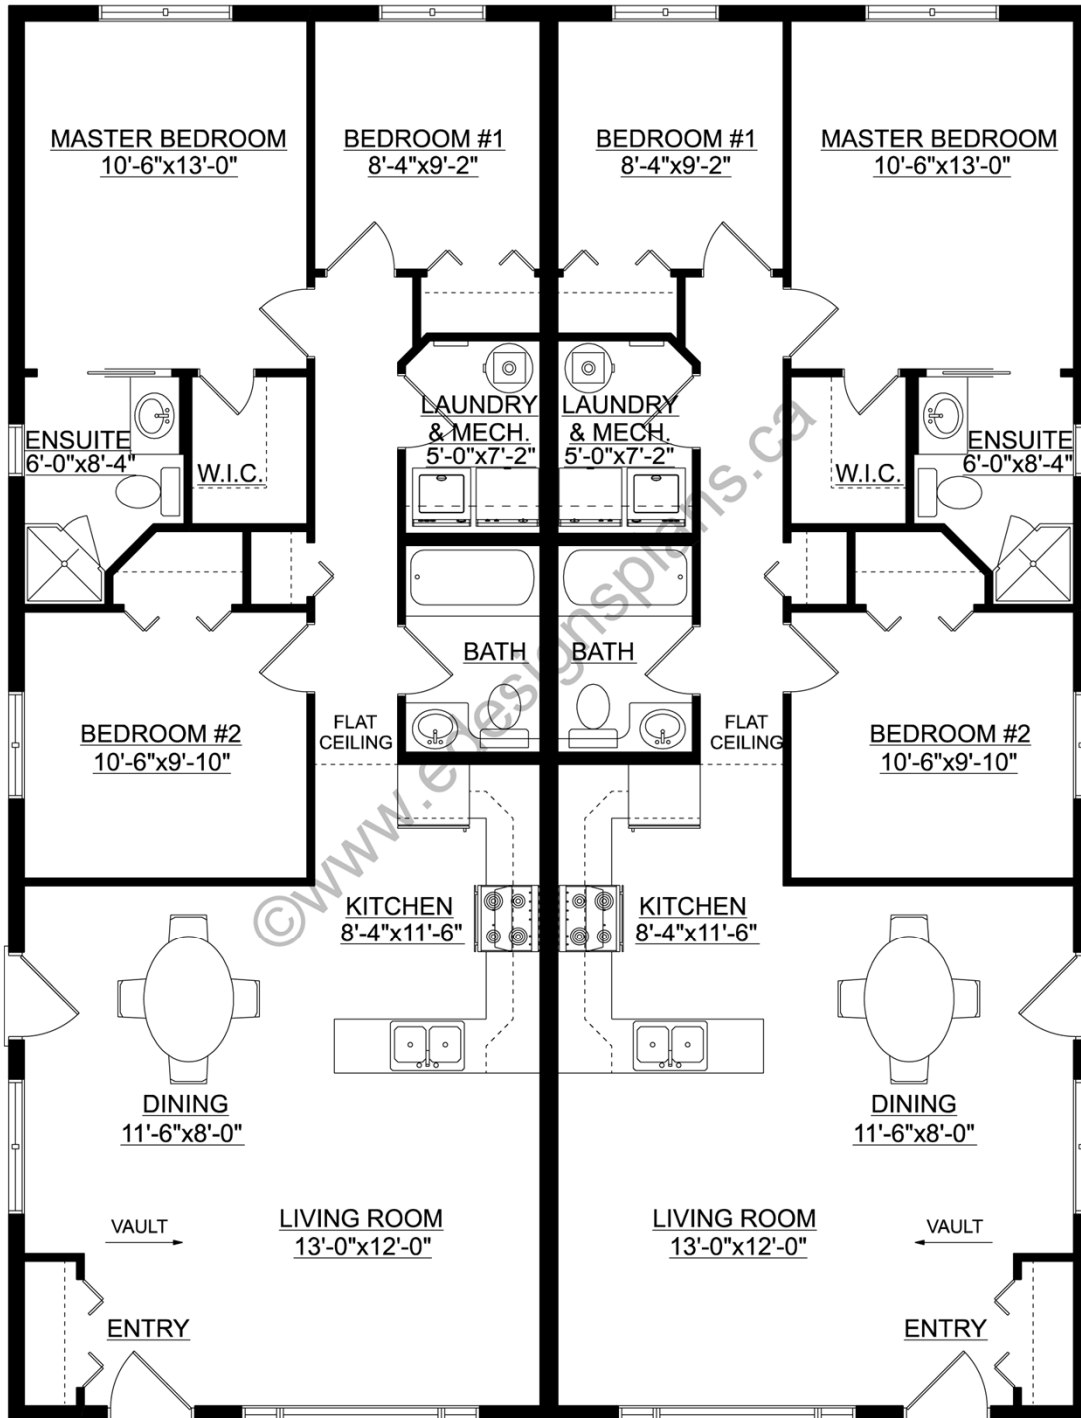 MASTER BEDROOM
10'-6"x13'-0"
BEDROOM #1
8'-4"x9'-2"
BEDROOM #1
8'-4"x9'-2"
MASTER BEDROOM
10'-6"x13'-0"
ENSUITE
6'-0"x8'-4"
W.I.C.
LAUNDRY
& MECH.
5'-0"x7'-2"
LAUNDRY
& MECH.
5'-0"x7'-2"
W.I.C.
ENSUITE
6'-0"x8'-4"
BEDROOM #2
10'-6"x9'-10"
FLAT
CEILING
BATH
BATH
FLAT
CEILING
BEDROOM #2
10'-6"x9'-10"
KITCHEN
8'-4"x11'-6"
KITCHEN
8'-4"x11'-6"
DINING
11'-6"x8'-0"
DINING
11'-6"x8'-0"
VAULT
LIVING ROOM
13'-0"x12'-0"
LIVING ROOM
13'-0"x12'-0"
VAULT
ENTRY
ENTRY
©www.edesignsplans.ca